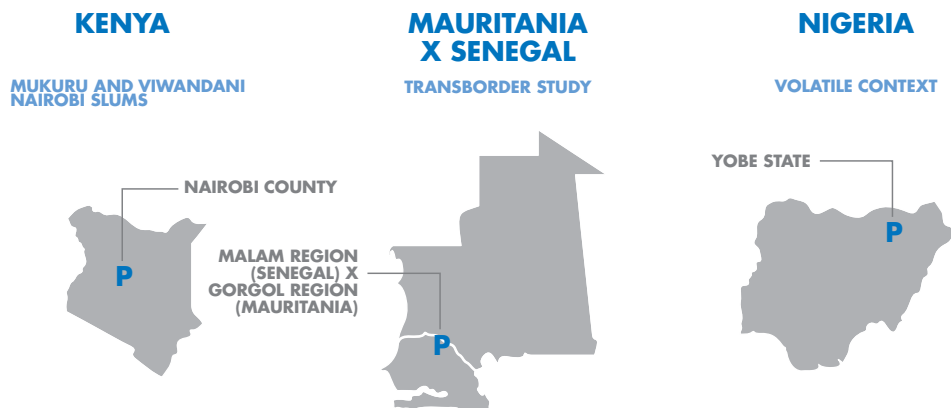 KENYA
MUKURU AND VIWANDANI
NAIROBI SLUMS
NAIROBI COUNTY
P
MAURITANIA
X SENEGAL
TRANSBORDER STUDY
MALAM REGION
(SENEGAL) X
GORGOL REGION
(MAURITANIA)
P
NIGERIA
VOLATILE CONTEXT
YOBE STATE
P